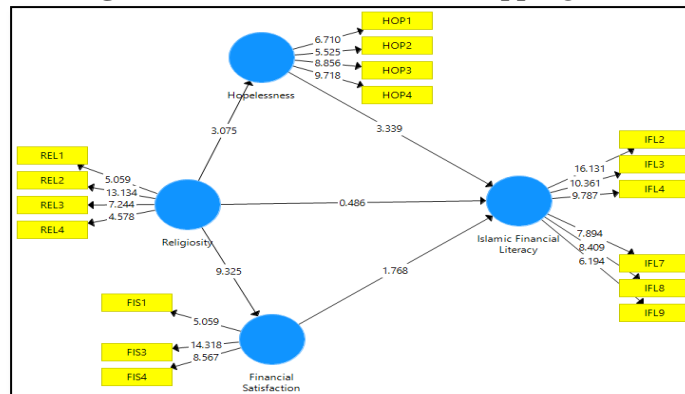 HOP1
6.710
HOP2
5.525
8.856
HOP3
9.718
HOP4
Hopelessness
3.075
3.339
REL1
5.059
REL2
13.134
REL3
7.244
4.578
REL4
Religiosity
0.486
IFL2
16.131
IFL3
10.361
9.787
IFL4
Islamic Financial
Literacy
7.894
8.409
6.194
IFL7
IFL8
IFL9
9.325
1.768
FIS1
5.059
14.318
FIS3
8.567
FIS4
Financial
Satisfaction